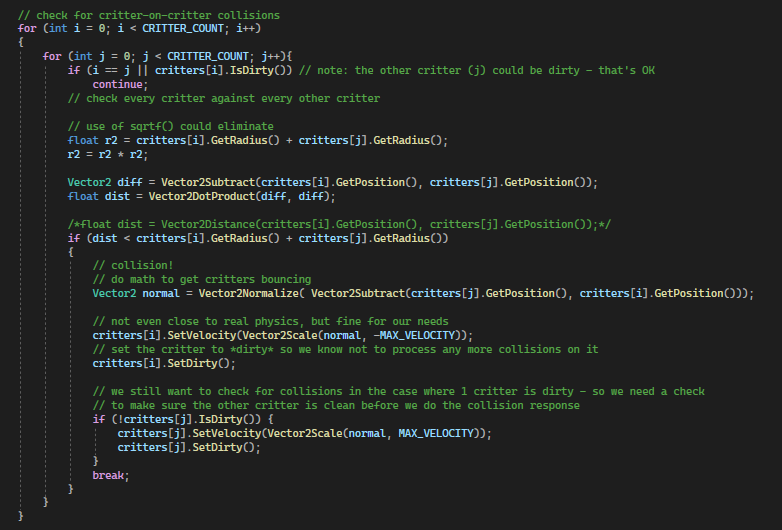 // check for critter-on-critter collisions
for (int i = 0; i < CRITTER_COUNT; i++)
{
    for (int j = 0; j < CRITTER_COUNT; j++){
        if (i == j || critters[i].IsDirty()) // note: the other critter (j) could be dirty - that's OK
            continue;
        // check every critter against every other critter

        // use of sqrtf() could eliminate
        float r2 = critters[i].GetRadius() + critters[j].GetRadius();
        r2 = r2 * r2;

        Vector2 diff = Vector2Subtract(critters[i].GetPosition(), critters[j].GetPosition());
        float dist = Vector2DotProduct(diff, diff);

        /*float dist = Vector2Distance(critters[i].GetPosition(), critters[j].GetPosition());*/
        if (dist < critters[i].GetRadius() + critters[j].GetRadius())
        {
            // collision!
            // do math to get critters bouncing
            Vector2 normal = Vector2Normalize( Vector2Subtract(critters[j].GetPosition(), critters[i].GetPosition()));

            // not even close to real physics, but fine for our needs
            critters[i].SetVelocity(Vector2Scale(normal, -MAX_VELOCITY));
            // set the critter to *dirty* so we know not to process any more collisions on it
            critters[i].SetDirty();

            // we still want to check for collisions in the case where 1 critter is dirty - so we need a check
            // to make sure the other critter is clean before we do the collision response
            if (!critters[j].IsDirty()) {
                critters[j].SetVelocity(Vector2Scale(normal, MAX_VELOCITY));
                critters[j].SetDirty();
            }
            break;
        }
    }
}